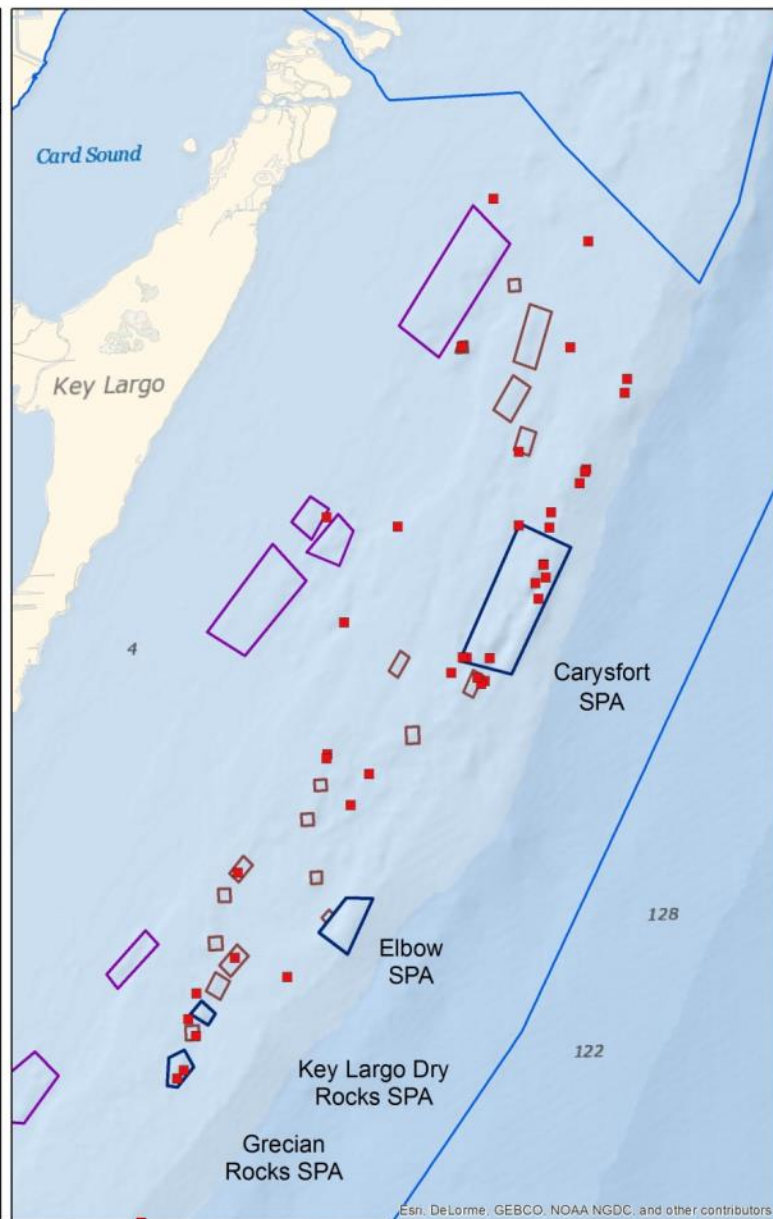 Card Sound
Key Largo
4
Carysfort
SPA
128
Elbow
SPA
122
Key Largo Dry
Rocks SPA
Grecian
Rocks SPA
Esri, DeLorme, GEBCO, NOAA NGDC, and other contributors